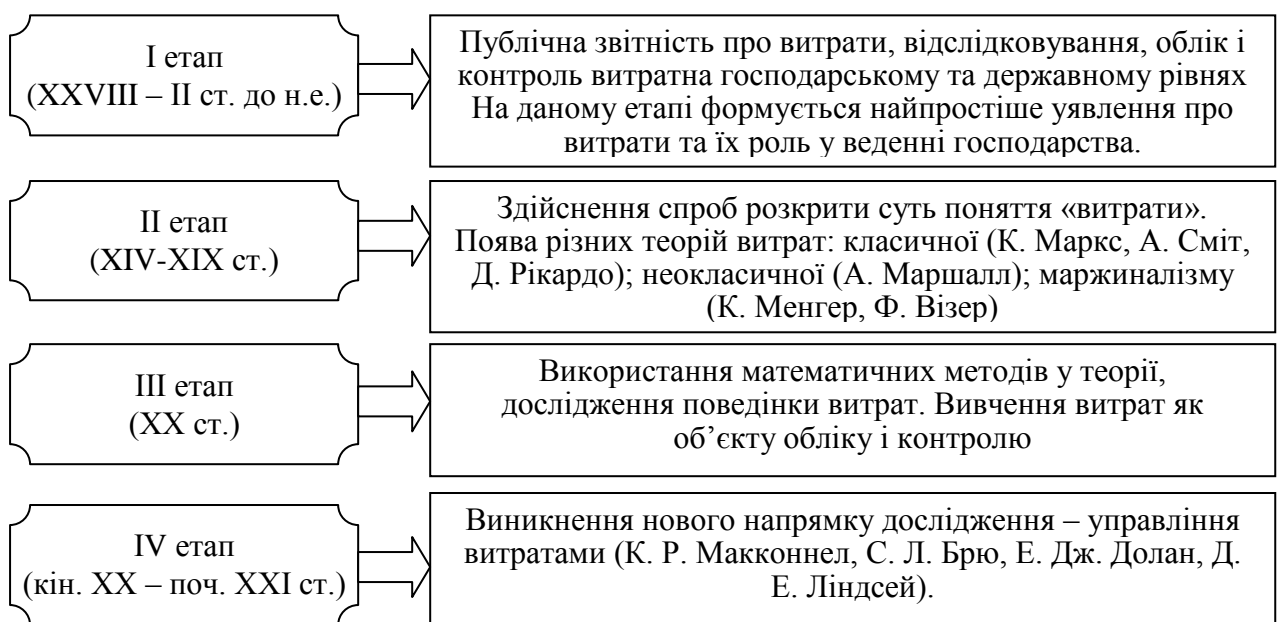 І етап
(XXVIII – II ст. до н.е.)
Публічна звітність про витрати, відслідковування, облік і
контроль витратна господарському та державному рівнях
На даному етапі формується найпростіше уявлення про
витрати та їх роль у веденні господарства.
ІІ етап
(XIV-XIX ст.)
Здійснення спроб розкрити суть поняття «витрати».
Поява різних теорій витрат: класичної (К. Маркс, А. Сміт,
Д. Рікардо); неокласичної (А. Маршалл); маржиналізму
(К. Менгер, Ф. Візер)
ІІІ етап
(XX ст.)
Використання математичних методів у теорії,
дослідження поведінки витрат. Вивчення витрат як
об’єкту обліку і контролю
IV етап
(кін. XX – поч. XXI ст.)
Виникнення нового напрямку дослідження – управління
витратами (К. Р. Макконнел, С. Л. Брю, Е. Дж. Долан, Д.
Е. Ліндсей).